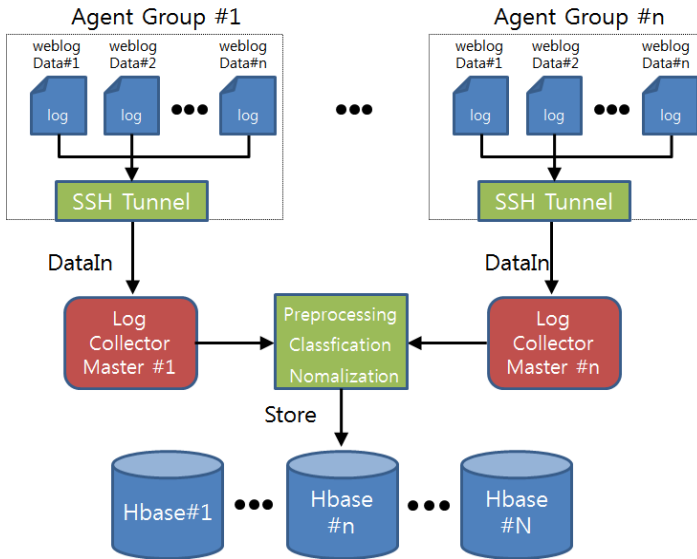 Agent Group #1
Agent Group #n
weblog
Data#1
weblog
Data#2
weblog
Data#n
weblog
Data#1
weblog
Data#2
weblog
Data#n
log
log
log
log
log
log
SSH Tunnel
SSH Tunnel
DataIn
DataIn
Log
Collector
Master #1
Preprocessing
Classfication
Nomalization
Log
Collector
Master #n
Store
Hbase#1
Hbase
#n
Hbase
#N